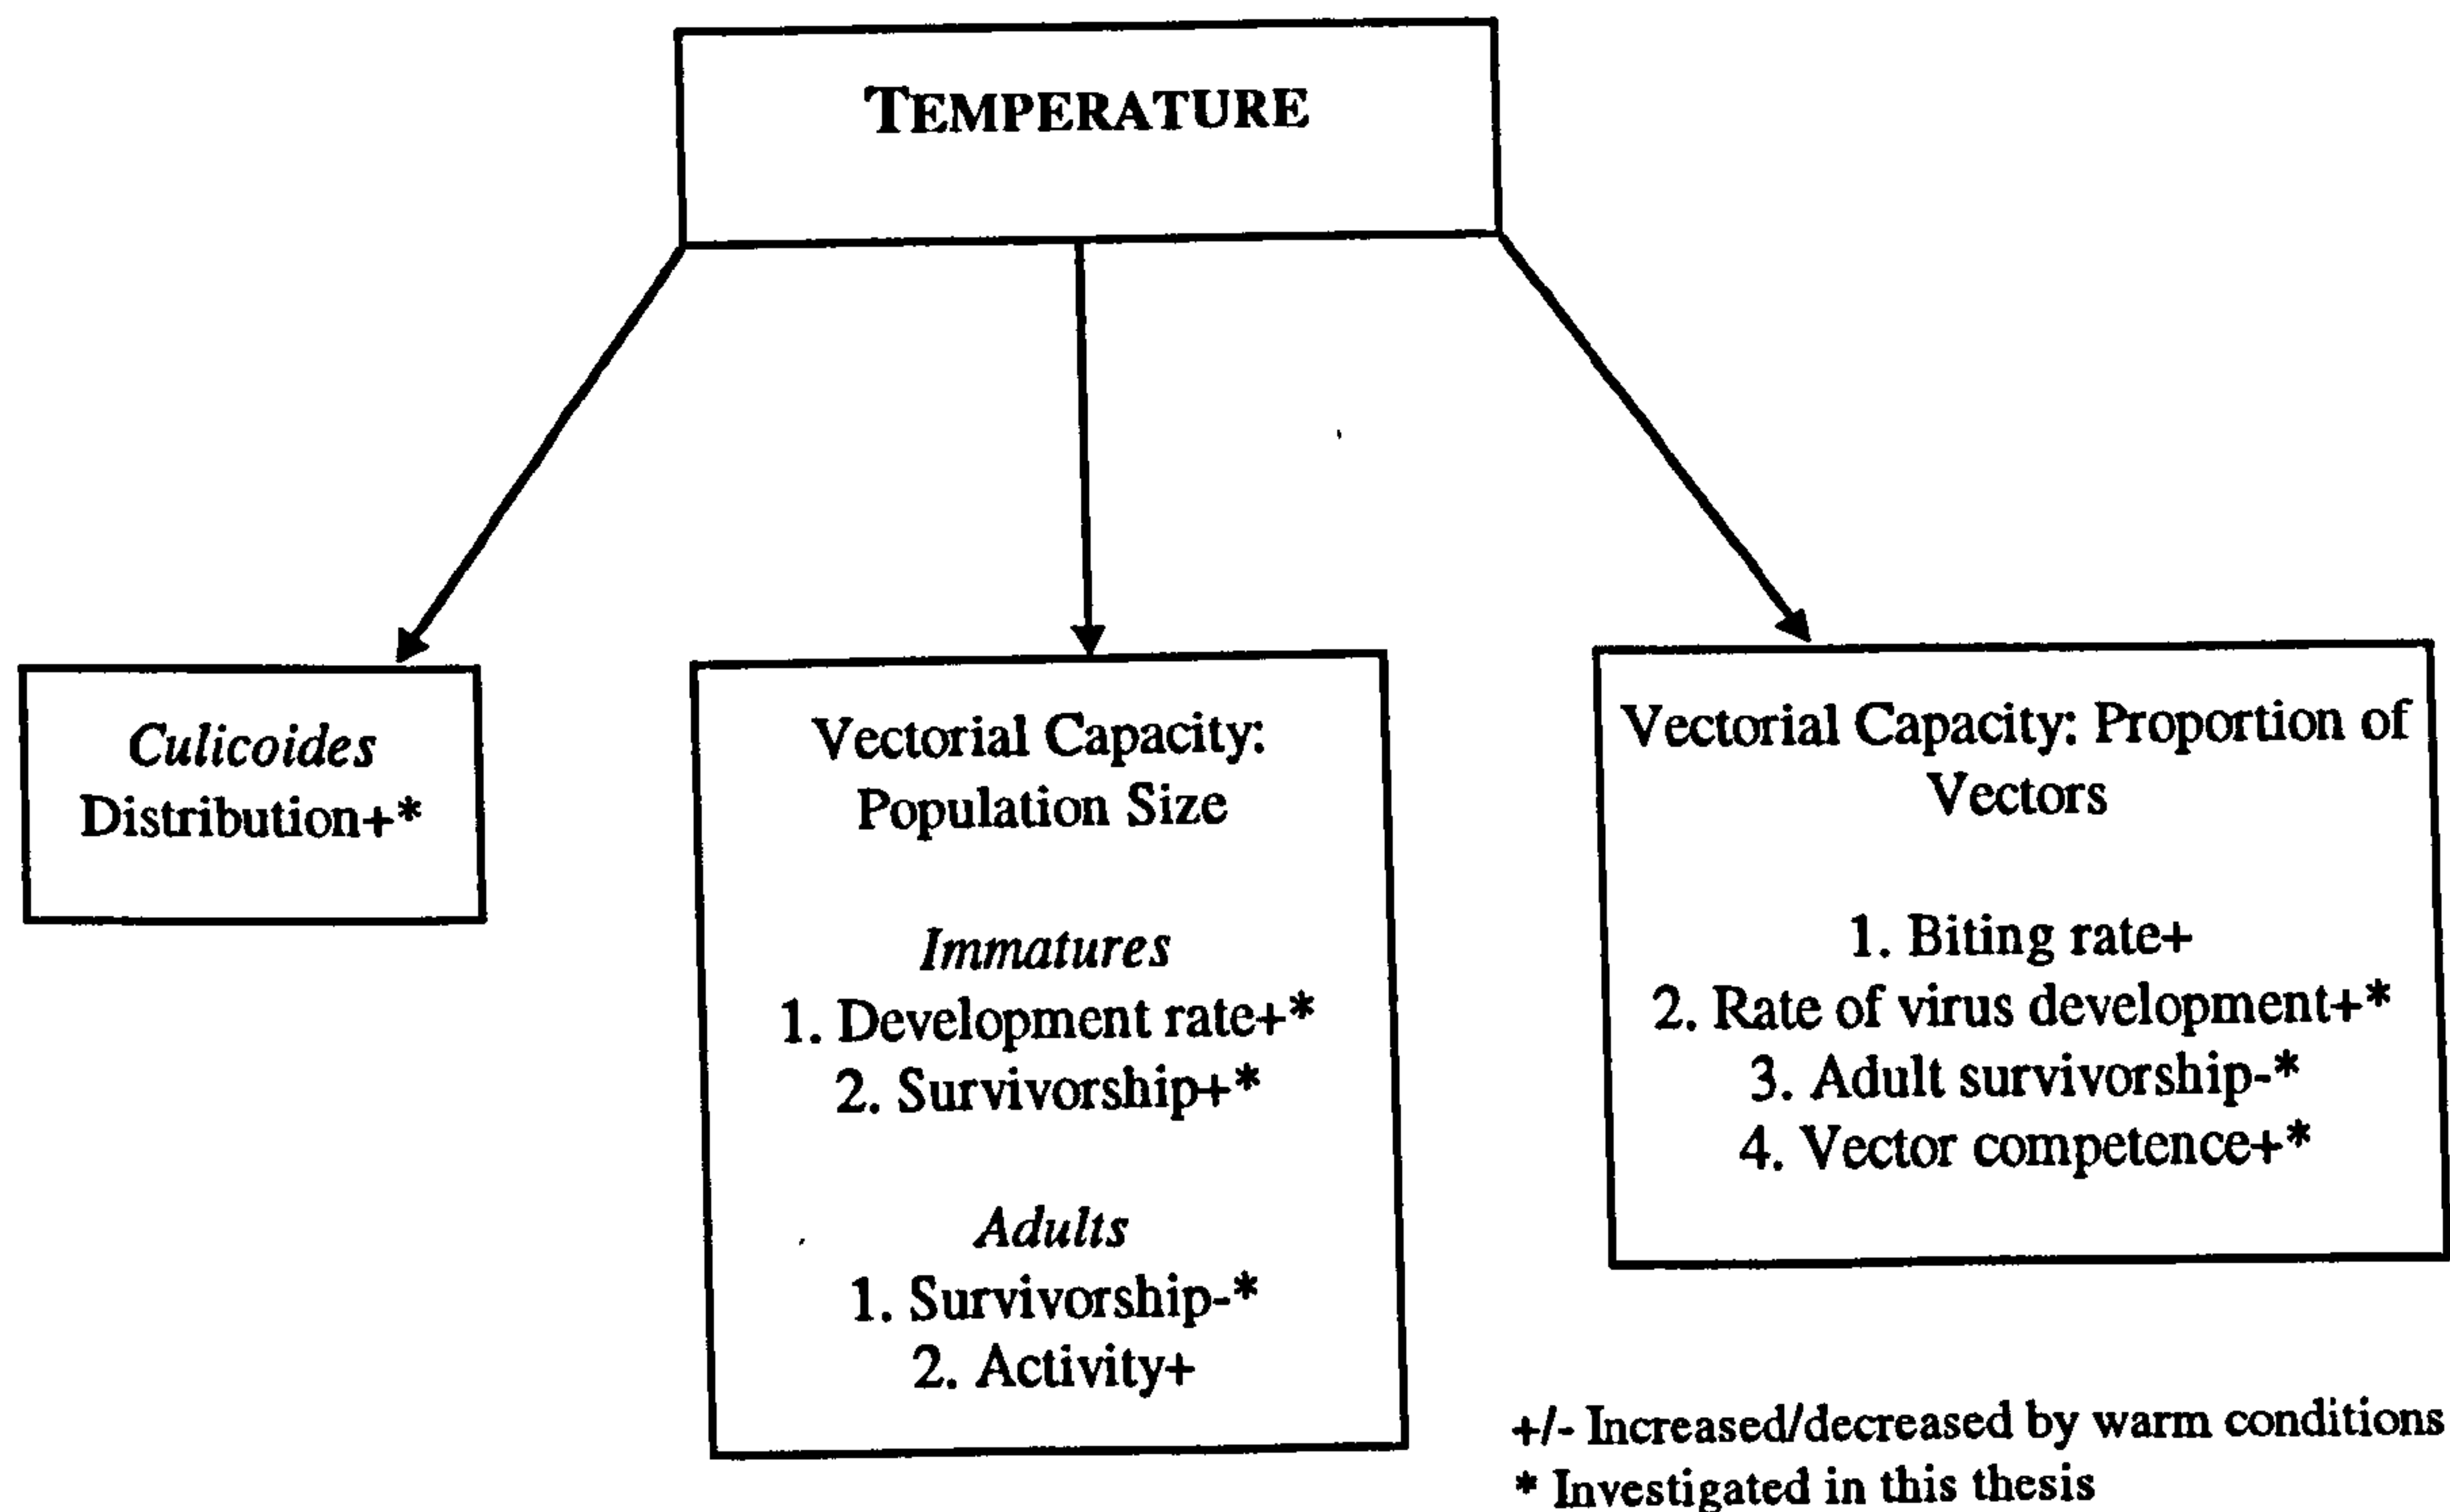 TEMPERATURE
Culicoides
Distribution+*
Vectorial Capacity:
Population Size
Immatures
1. Development rate+*
2. Survivorship+*
Adults
1. Survivorship-*
2. Activity+
Vectorial Capacity: Proportion of
Vectors
1. Biting rate+
2. Rate of virus development+*
3. Adult survivorship-*
4. Vector competence+*
+/- Increased/decreased by warm conditions
* Investigated in this thesis